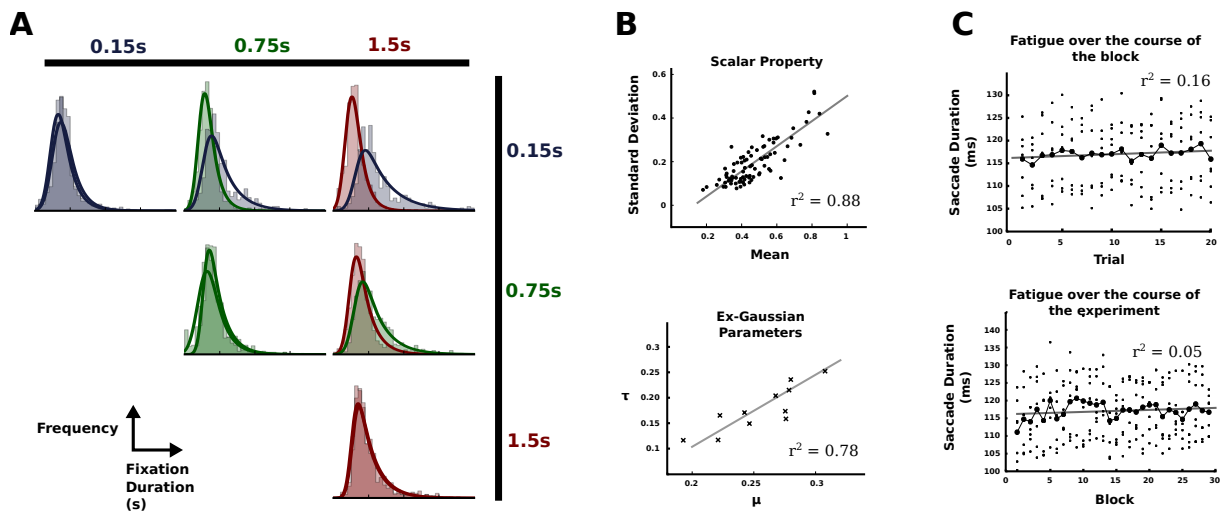 A
0.15s
0.75s
1.5s
0.15s
0.75s
1.5s
Frequency
Fixation
Duration
(s)
B
Scalar Property
Standard Deviation
0.6
0.4
0.2
0
r² = 0.88
0.2
0.4
0.6
0.8
1
Mean
Ex-Gaussian
Parameters
τ
0.3
0.25
0.2
0.15
0.1
r² = 0.78
0.2
0.25
0.3
μ
C
Fatigue over the course of
the block
r² = 0.16
Saccade Duration
(ms)
130
125
120
115
110
105
100
0
5
10
15
20
Trial
Fatigue over the course of
the experiment
r² = 0.05
Saccade Duration
(ms)
140
135
130
125
120
115
110
105
100
0
5
10
15
20
25
30
Block